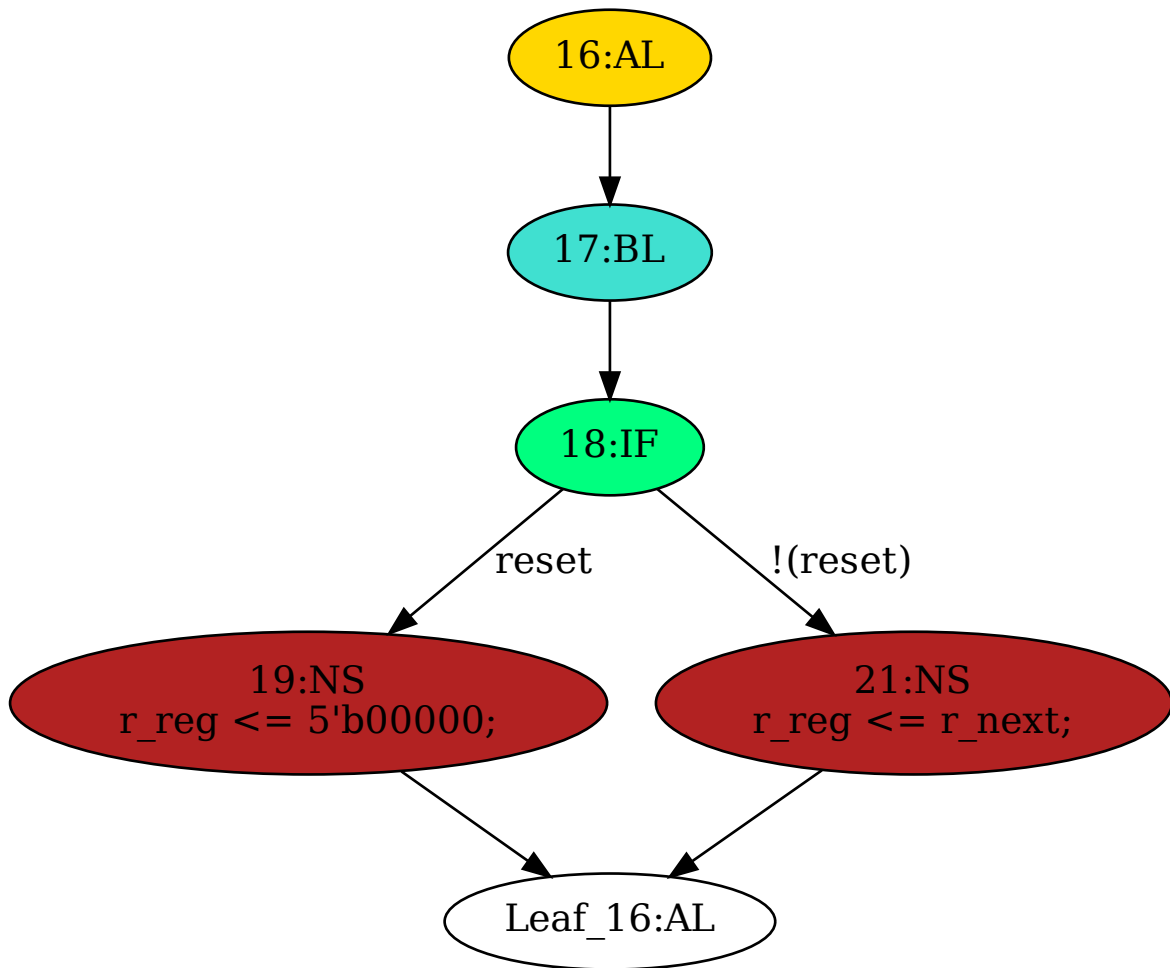 16:AL
17:BL
18:IF
reset
!(reset)
19:NS
r_reg <= 5'b00000;
21:NS
r_reg <= r_next;
Leaf_16:AL